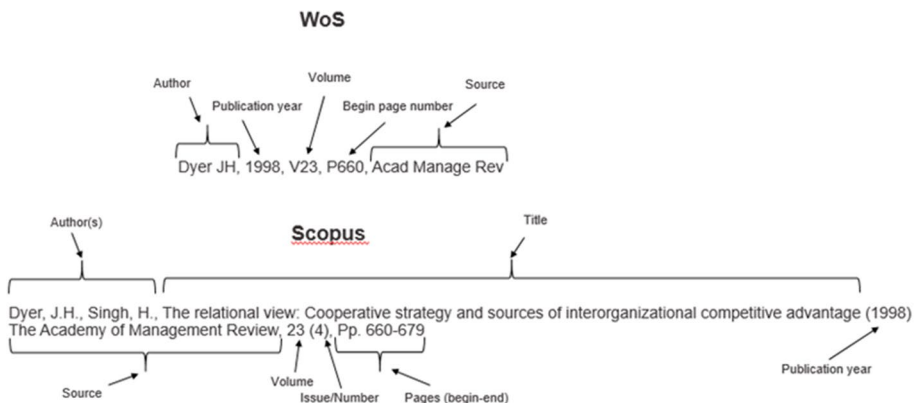 WoS
Volume
Author
Source
Publication year
Begin page number
Dyer JH, 1998, V23, P660, Acad Manage Rev
Author(s)
Title
Scopus
Dyer, J.H., Singh, H., The relational view: Cooperative strategy and sources of interorganizational competitive advantage (1998)
The Academy of Management Review, 23 (4), Pp. 660-679
Publication year
Volume
Source
Issue/Number
Pages (begin-end)